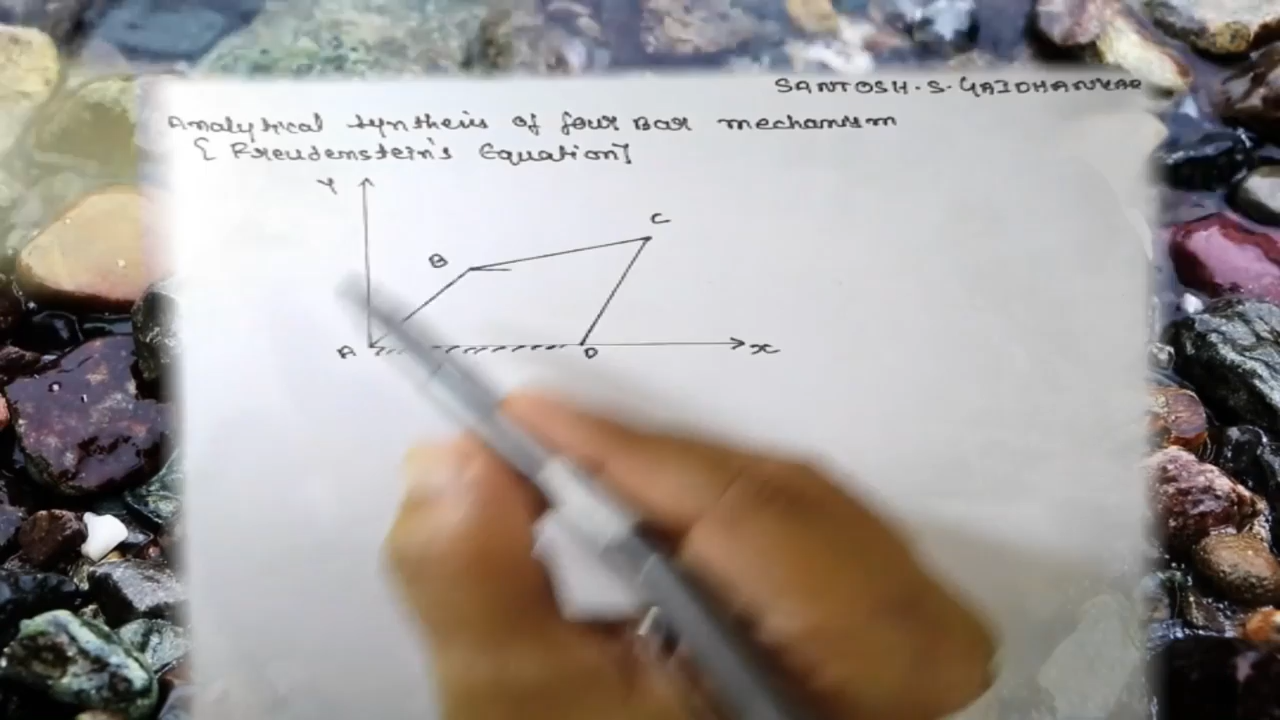 SANTOSH.S.GAIDHANKAR
Analytical synthesis of four Bar mechanism
{ Freudenstein's Equation}
Y
C
B
A
D
x